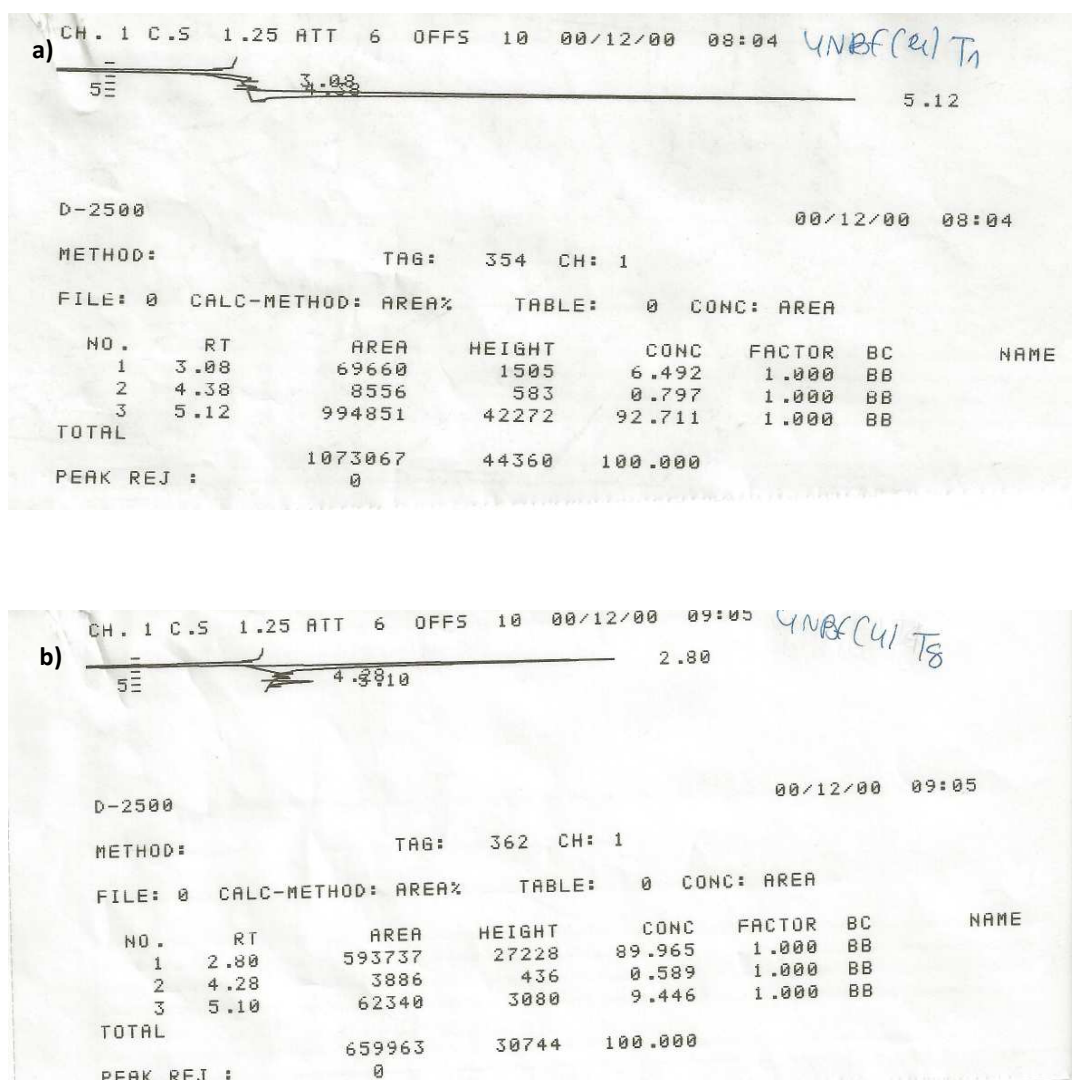 CH. 1 C.S 1.25 ATT 6 OFFS 10 00/12/00 08:04
a)
3.08
5 5.12
D-2500 00/12/00 08:04
METHOD: TAG: 354 CH: 1
FILE: 0 CALC-METHOD: AREA% TABLE: 0 CONC: AREA
NO. RT AREA HEIGHT CONC FACTOR BC NAME
1 3.08 69660 1505 6.492 1.000 BB
2 4.38 8556 583 0.797 1.000 BB
3 5.12 994851 42272 92.711 1.000 BB
TOTAL
1073067 44360 100.000
PEAK REJ : 0
CH. 1 C.S 1.25 ATT 6 OFFS 10 00/12/00 09:05
b) 2.80
5
D-2500 00/12/00 09:05
METHOD: TAG: 362 CH: 1
FILE: 0 CALC-METHOD: AREA% TABLE: 0 CONC: AREA
NO. RT AREA HEIGHT CONC FACTOR BC NAME
1 2.80 593737 27228 89.965 1.000 BB
2 4.28 3886 436 0.589 1.000 BB
3 5.10 62340 3080 9.446 1.000 BB
TOTAL
659963 30744 100.000
PEAK REJ : 0